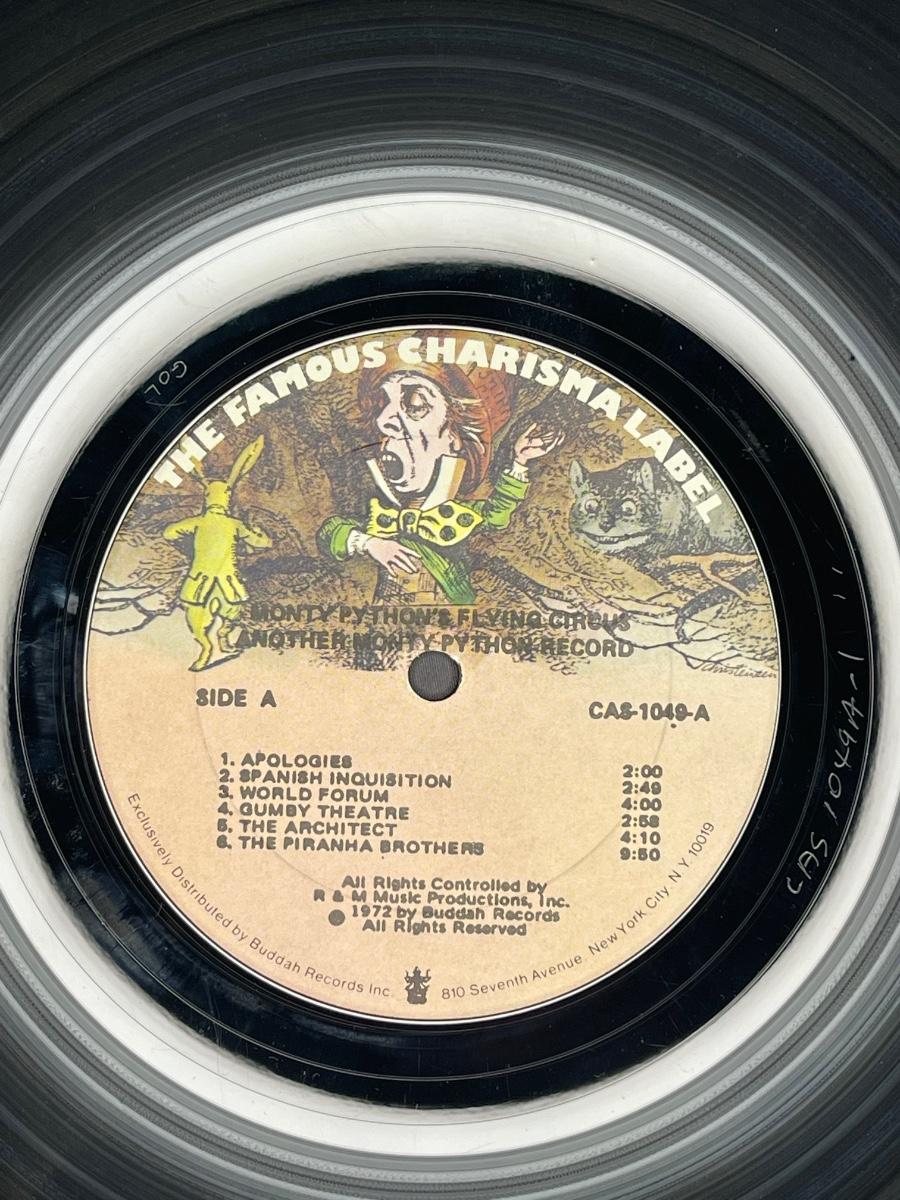 THE FAMOUS CHARISMA LABEL
MONTY PYTHON'S FLYING CIRCUS
ANOTHER MONTY PYTHON RECORD
Christensen
SIDE A
CAS-1049-A
1. APOLOGIES 2:00
2. SPANISH INQUISITION 2:49
3. WORLD FORUM 4:00
4. GUMBY THEATRE 2:58
5. THE ARCHITECT 4:10
6. THE PIRANHA BROTHERS 9:50
All Rights Controlled by
R & M Music Productions, Inc.
1972 by Buddah Records
All Rights Reserved
Exclusively Distributed by Buddah Records Inc. 810 Seventh Avenue New York City, N.Y. 10019
GOL
CAS 1049A-1